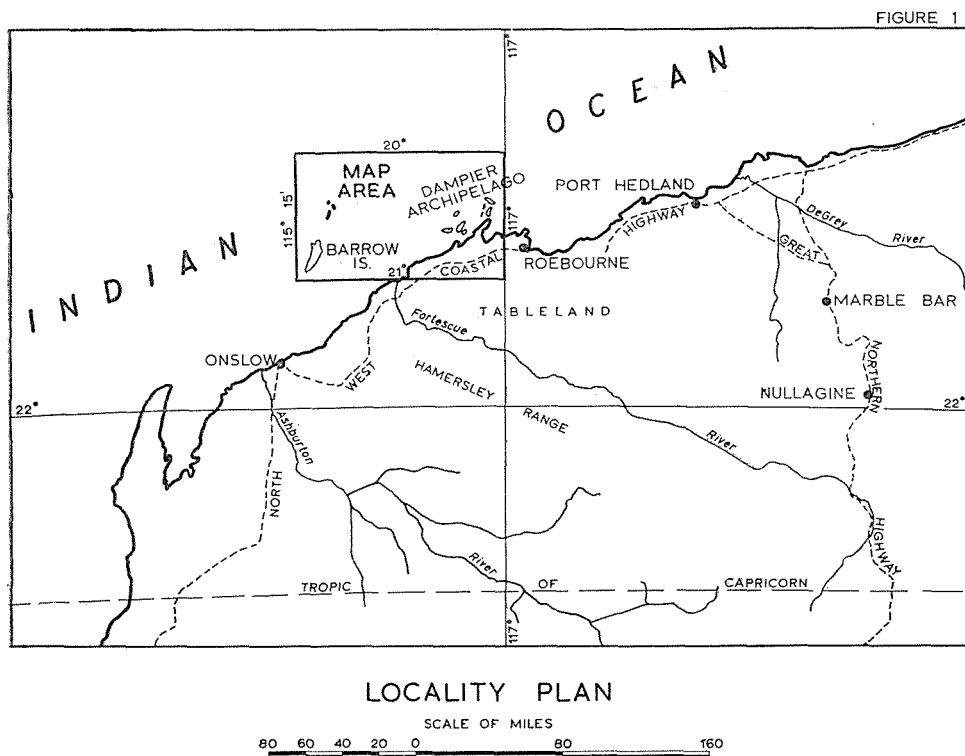 FIGURE 1
INDIAN
OCEAN
117°
20°
MAP
AREA
115° 15'
DAMPIER
ARCHIPELAGO
117°
BARROW
IS.
21°
PORT HEDLAND
HIGHWAY
COASTAL
ROEBOURNE
DeGrey
River
GREAT
MARBLE BAR
TABLELAND
Fortescue
ONSLOW
WEST
HAMERSLEY
RANGE
NORTHERN
NULLAGINE
22°
22°
Ashburton
River
NORTH
HIGHWAY
River
TROPIC OF CAPRICORN
117°
LOCALITY PLAN
SCALE OF MILES
80 60 40 20 0 80 160